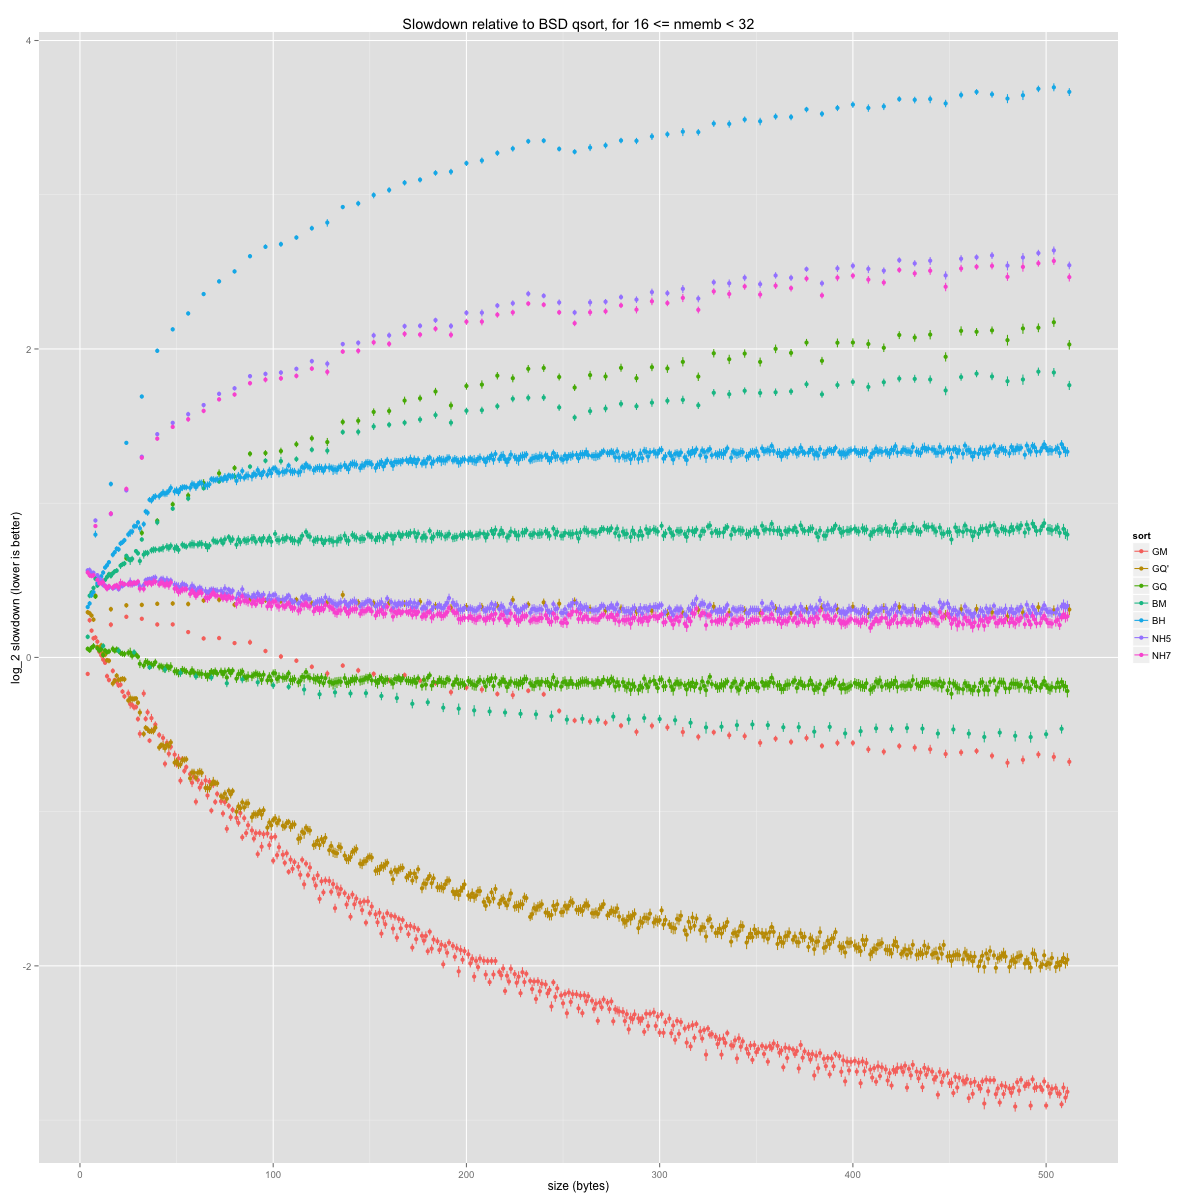 Slowdown relative to BSD qsort, for 16 <= nmemb < 32
log_2 slowdown (lower is better)
4
2
0
-2
0
100
200
300
400
500
size (bytes)
sort
GM
GQ'
GQ
BM
BH
NH5
NH7